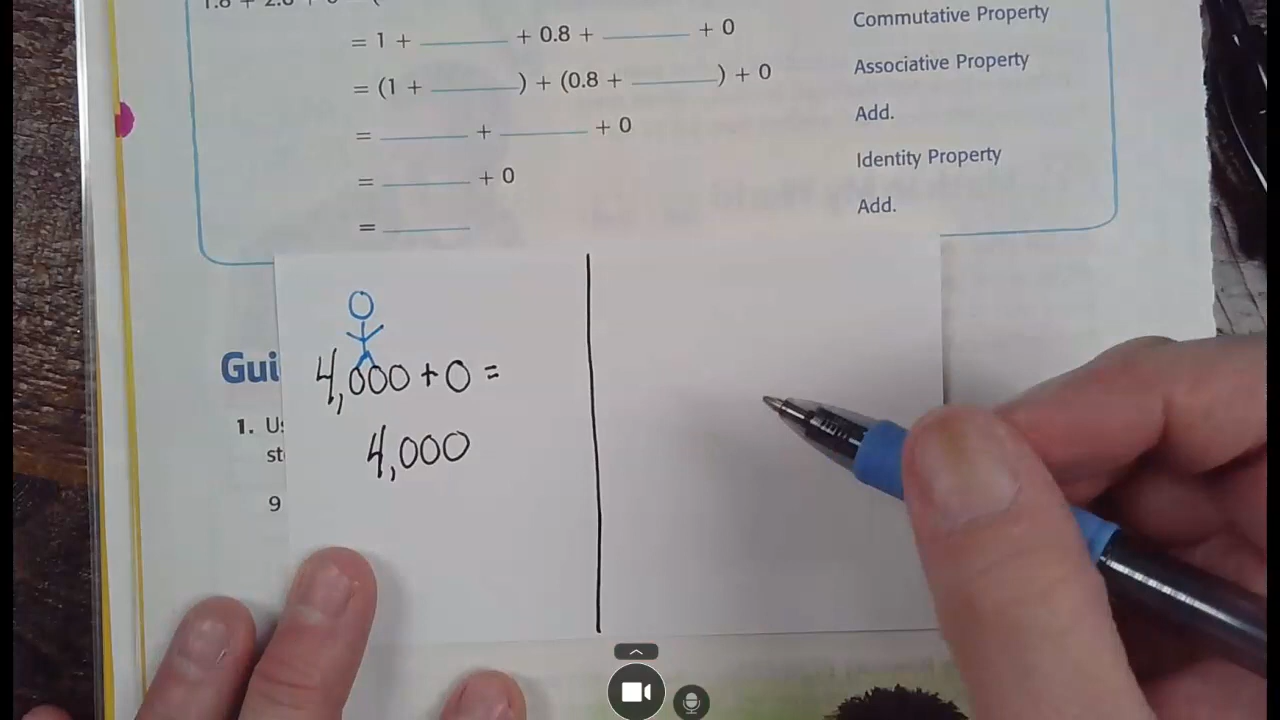 = 1 + ______ + 0.8 + ______ + 0 Commutative Property
= (1 + ______) + (0.8 + ______) + 0 Associative Property
= ______ + ______ + 0 Add.
= ______ + 0 Identity Property
= ______ Add.
Gui
4,000 + 0 =
4,000
1.
st
9